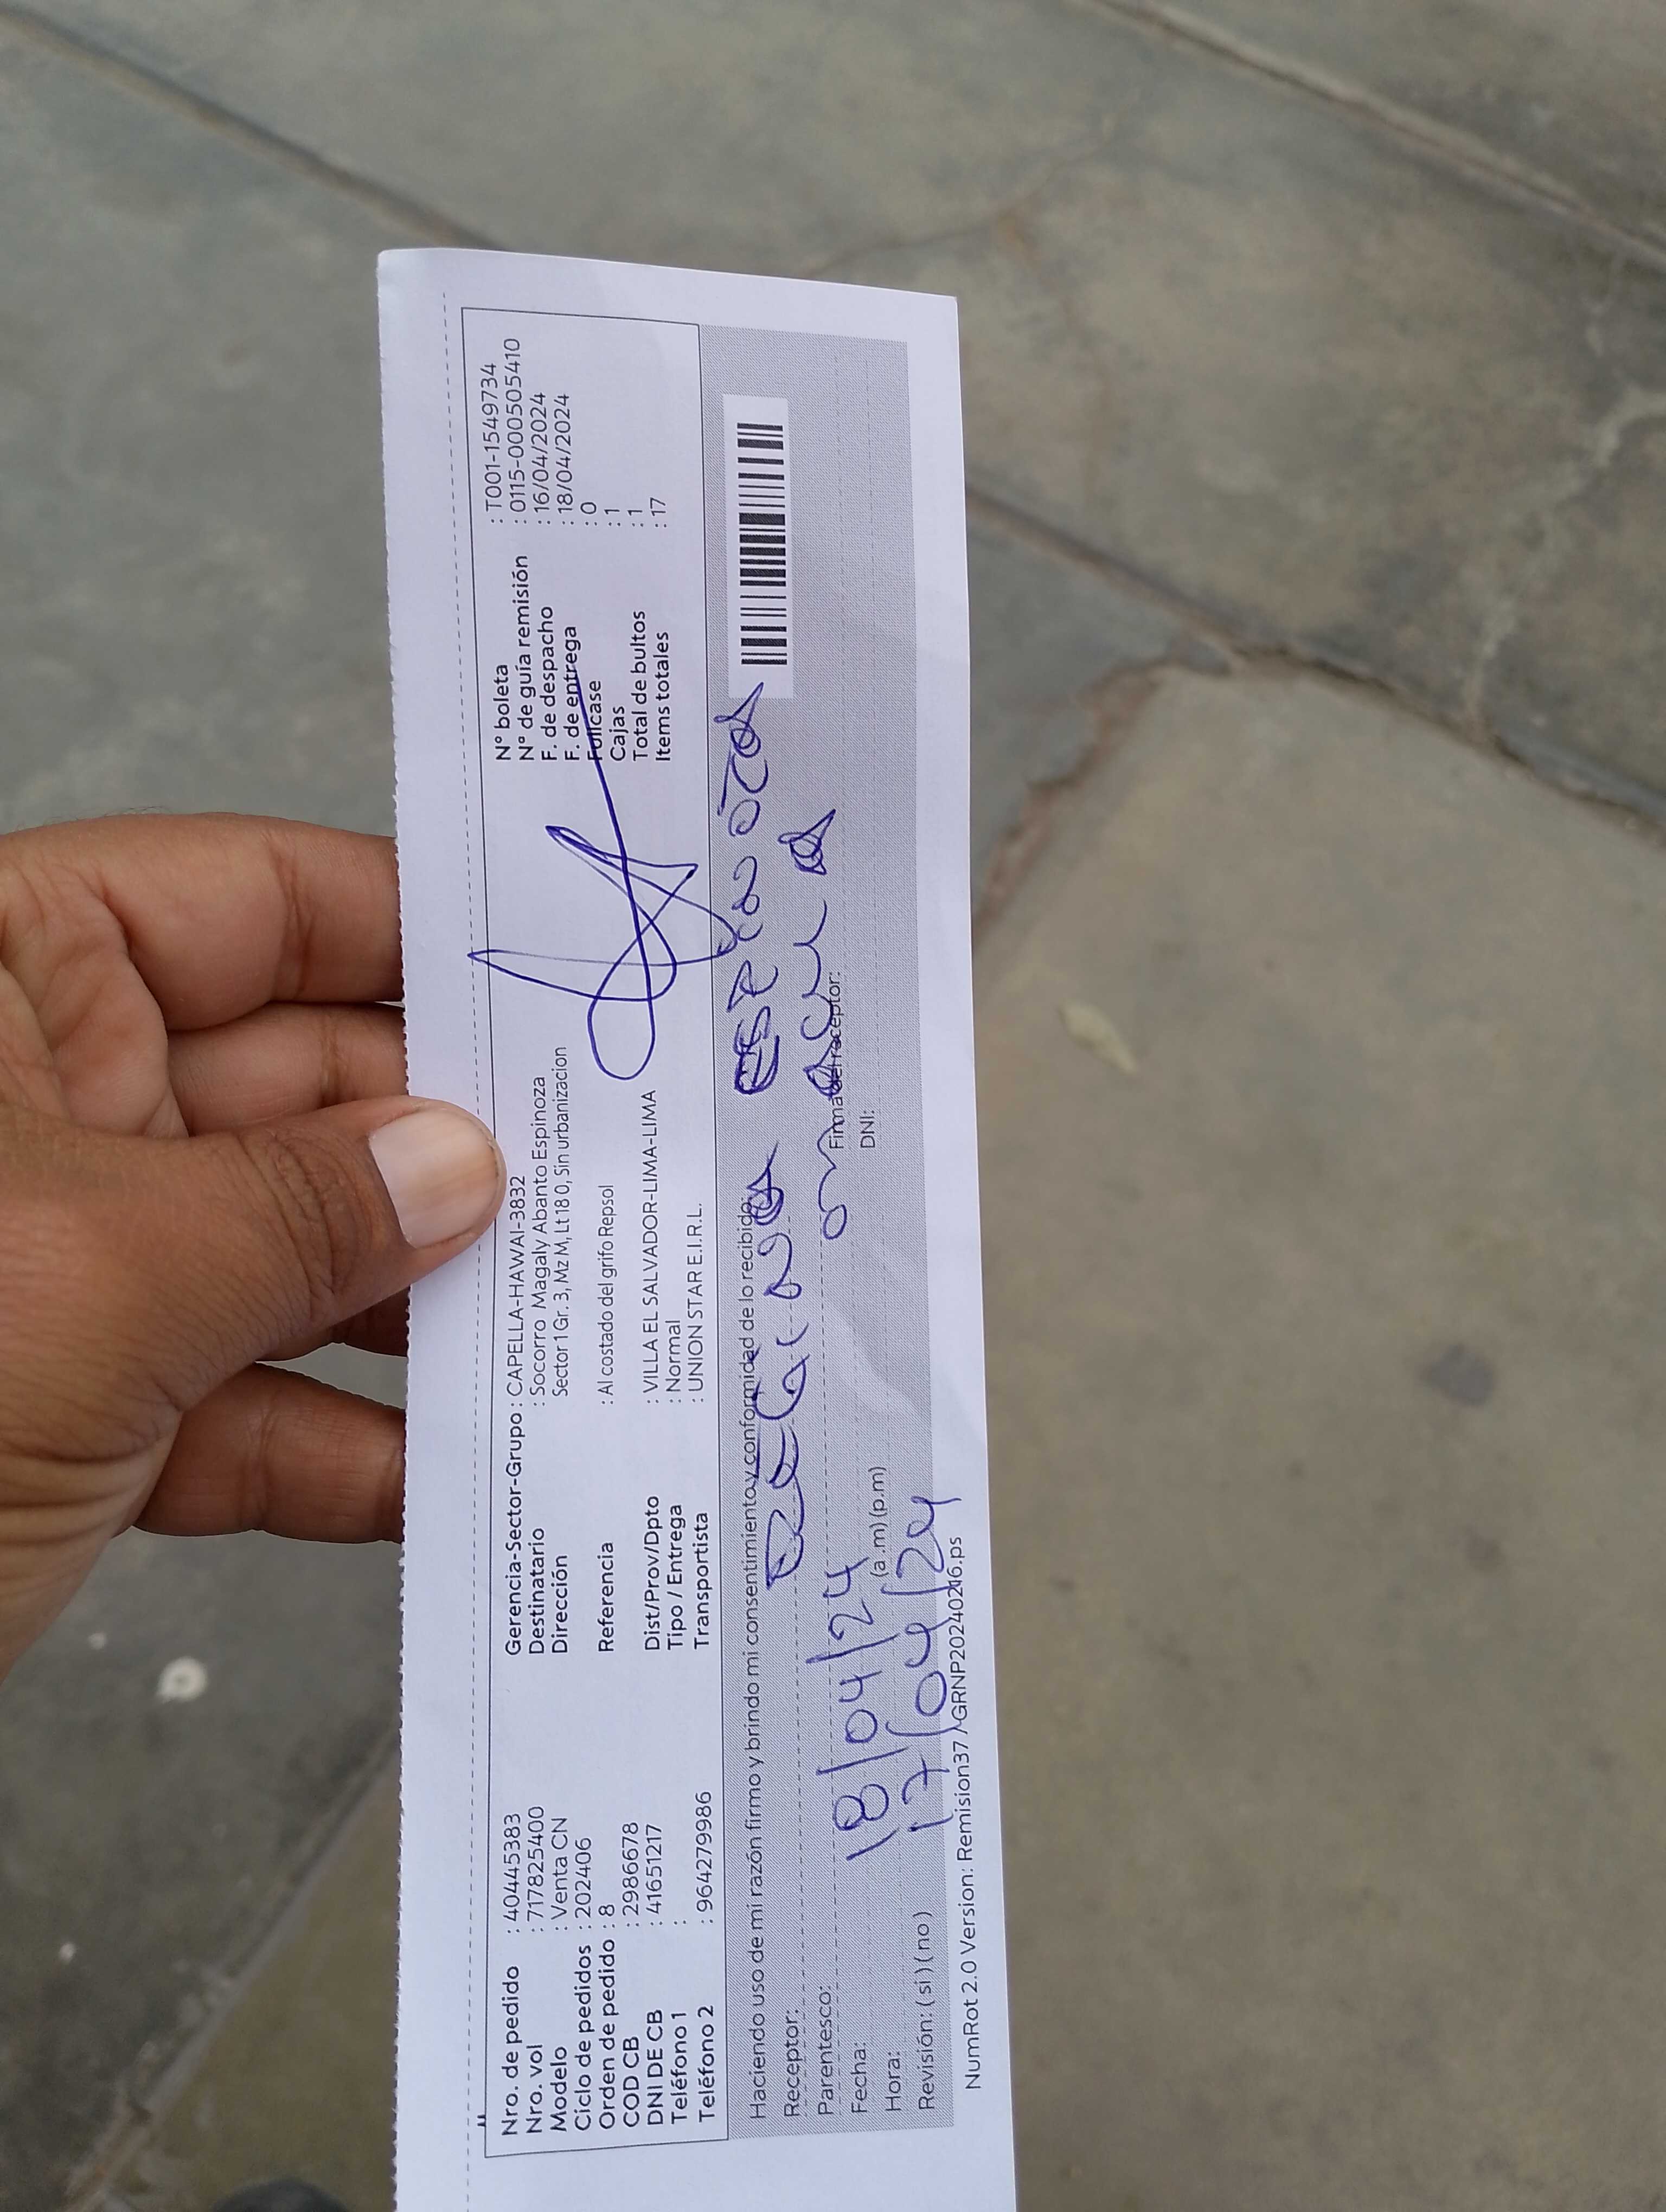 Nro. de pedido : 40445383
Nro. vol : 717825400
Modelo : Venta CN
Ciclo de pedidos : 202406
Orden de pedido : 8
COD CB : 2986678
DNI DE CB : 41651217
Teléfono 1 :
Teléfono 2 : 964279986
Gerencia-Sector-Grupo : CAPELLA-HAWAI-3832
Destinatario : Socorro Magaly Abanto Espinoza
Dirección Sector 1 Gr. 3, Mz M, Lt 18 0, Sin urbanizacion
Referencia : Al costado del grifo Repsol
Dist/Prov/Dpto : VILLA EL SALVADOR-LIMA-LIMA
Tipo / Entrega : Normal
Transportista : UNION STAR E.I.R.L.
N° boleta : T001-1549734
N° de guía remisión : 0115-0000505410
F. de despacho : 16/04/2024
F. de entrega : 18/04/2024
Fullcase : 0
Cajas : 1
Total de bultos : 1
Items totales : 17
Haciendo uso de mi razón firmo y brindo mi consentimiento y conformidad de lo recibido:
Receptor:
Parentesco:
Fecha: 18/04/24
Hora: (a.m) (p.m) 17/04/24
Revisión: ( si ) ( no )
Firma del receptor:
DNI:
NumRot 2.0 Version: Remision37 /GRNP20240216.ps